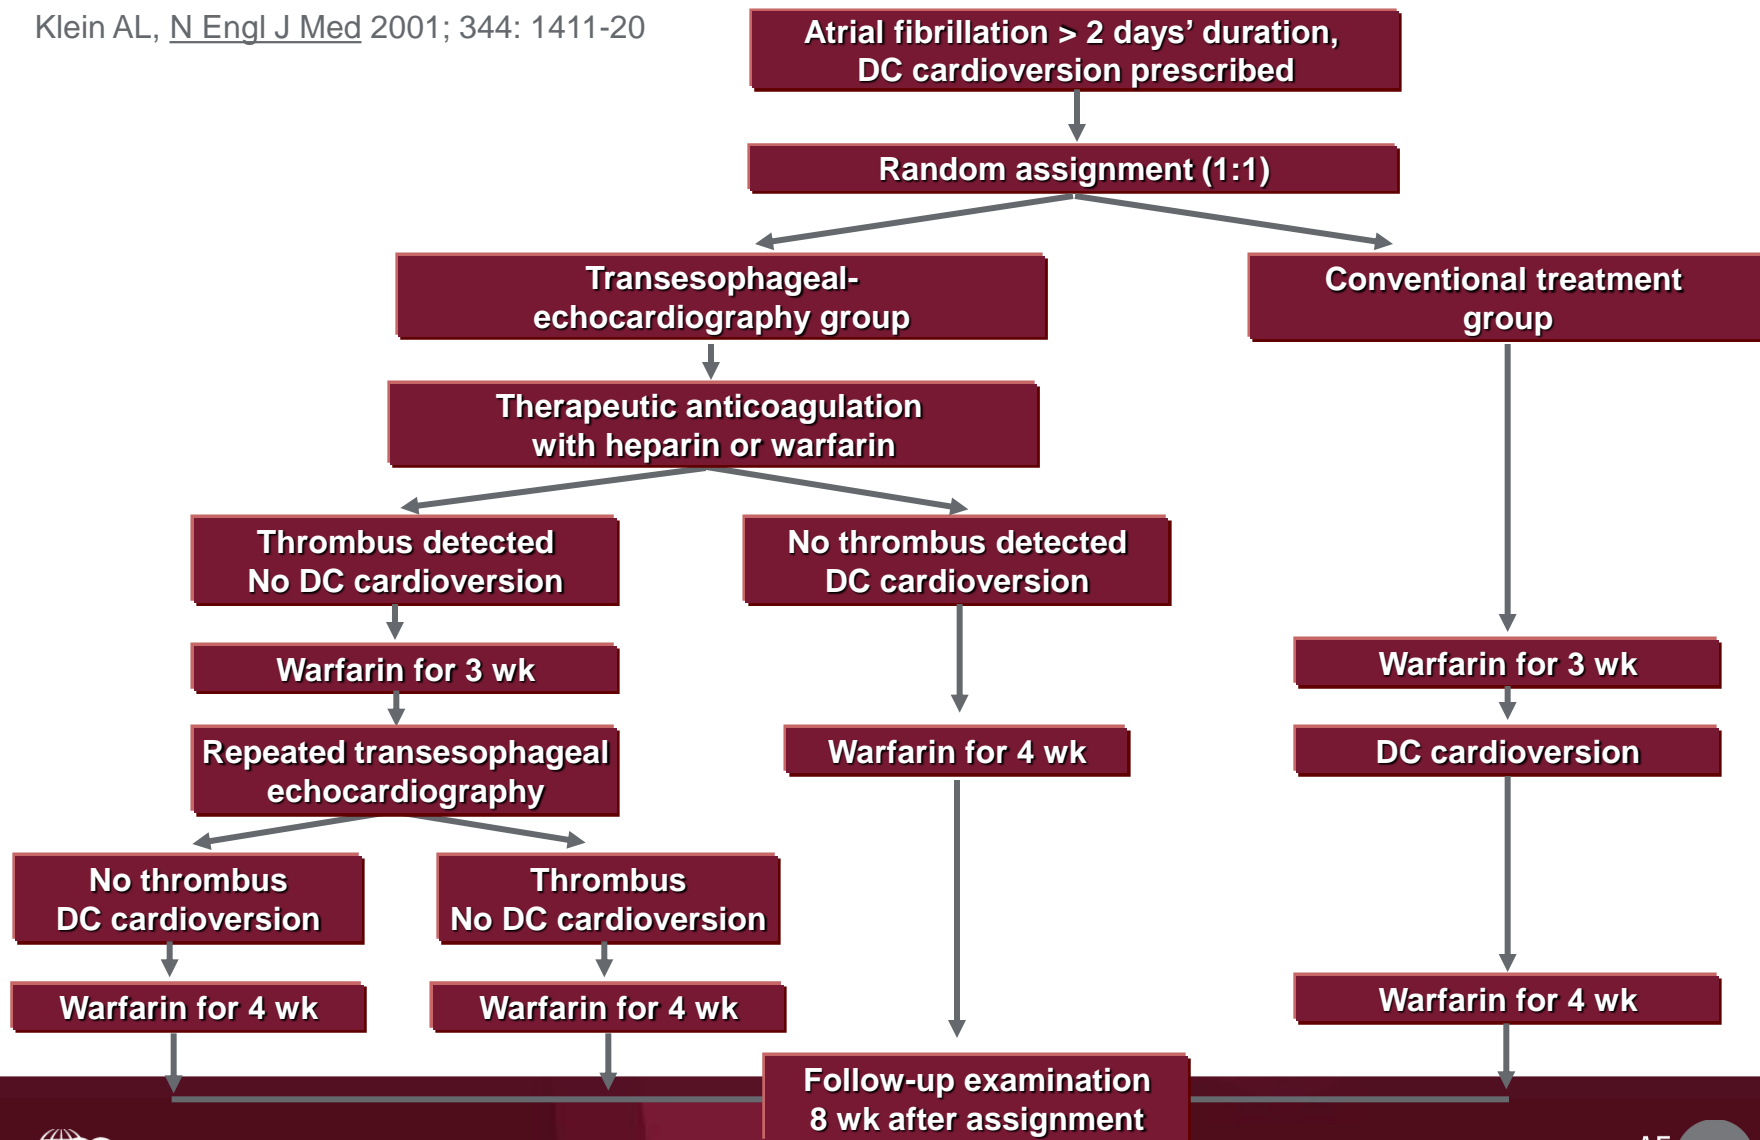 Klein AL, N Engl J Med 2001; 344: 1411-20
Atrial fibrillation > 2 days’ duration,
DC cardioversion prescribed
Random assignment (1:1)
Transesophageal-
echocardiography group
Conventional treatment
group
Therapeutic anticoagulation
with heparin or warfarin
Thrombus detected
No DC cardioversion
No thrombus detected
DC cardioversion
Warfarin for 3 wk
Warfarin for 3 wk
Repeated transesophageal
echocardiography
Warfarin for 4 wk
DC cardioversion
No thrombus
DC cardioversion
Thrombus
No DC cardioversion
Warfarin for 4 wk
Warfarin for 4 wk
Warfarin for 4 wk
Follow-up examination
8 wk after assignment